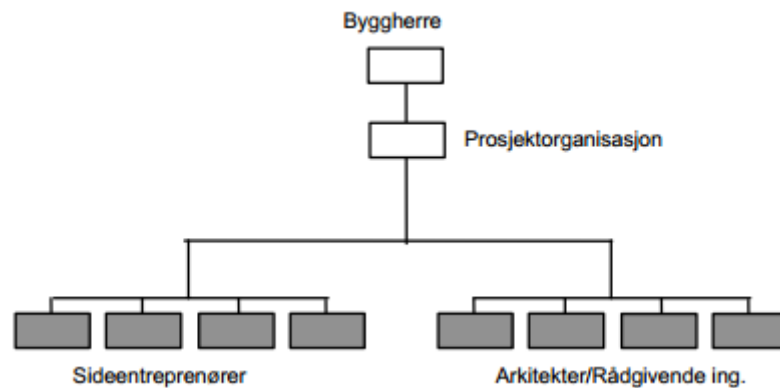 Byggherre
Prosjektorganisasjon
Sideentreprenører
Arkitekter/Rådgivende ing.